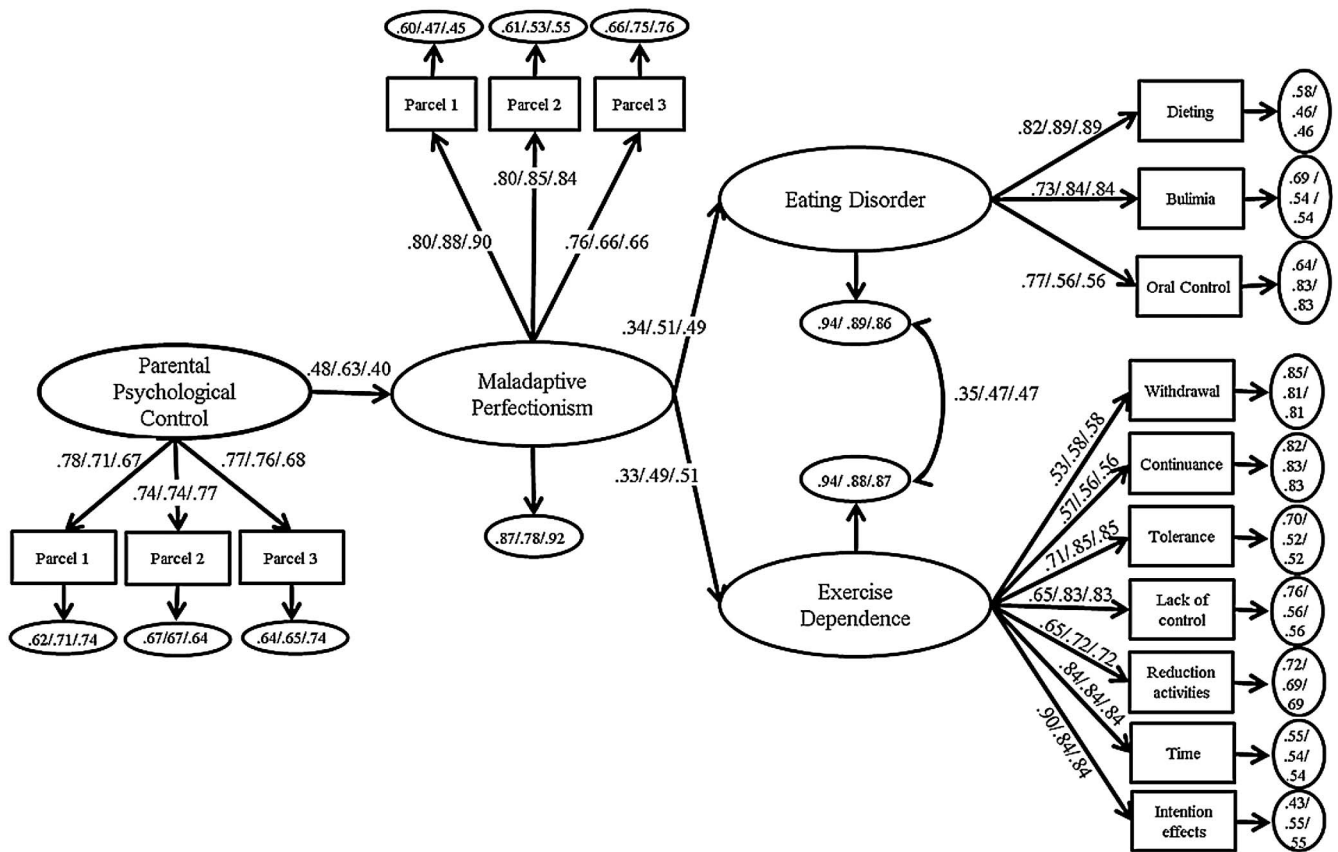 .60/.47/.45
.61/.53/.55
.66/.75/.76
Parcel 1
Parcel 2
Parcel 3
.80/.88/.90
.80/.85/.84
.76/.66/.66
Parental
Psychological
Control
.48/.63/.40
Maladaptive
Perfectionism
.87/.78/.92
.78/.71/.67
.74/.74/.77
.77/.76/.68
Parcel 1
Parcel 2
Parcel 3
.62/.71/.74
.67/67/.64
.64/.65/.74
.34/.51/.49
.33/.49/.51
Eating Disorder
.94/ .89/.86
.35/.47/.47
.94/ .88/.87
Exercise
Dependence
.82/.89/.89
.73/.84/.84
.77/.56/.56
Dieting
.58/
.46/
.46
Bulimia
.69 /
.54 /
.54
Oral Control
.64/
.83/
.83
.53/.58/.58
.57/.56/.56
.71/.85/.85
.65/.83/.83
.65/.72/.72
.84/.84/.84
.90/.84/.84
Withdrawal
.85/
.81/
.81
Continuance
.82/
.83/
.83
Tolerance
.70/
.52/
.52
Lack of
control
.76/
.56/
.56
Reduction
activities
.72/
.69/
.69
Time
.55/
.54/
.54
Intention
effects
.43/
.55/
.55